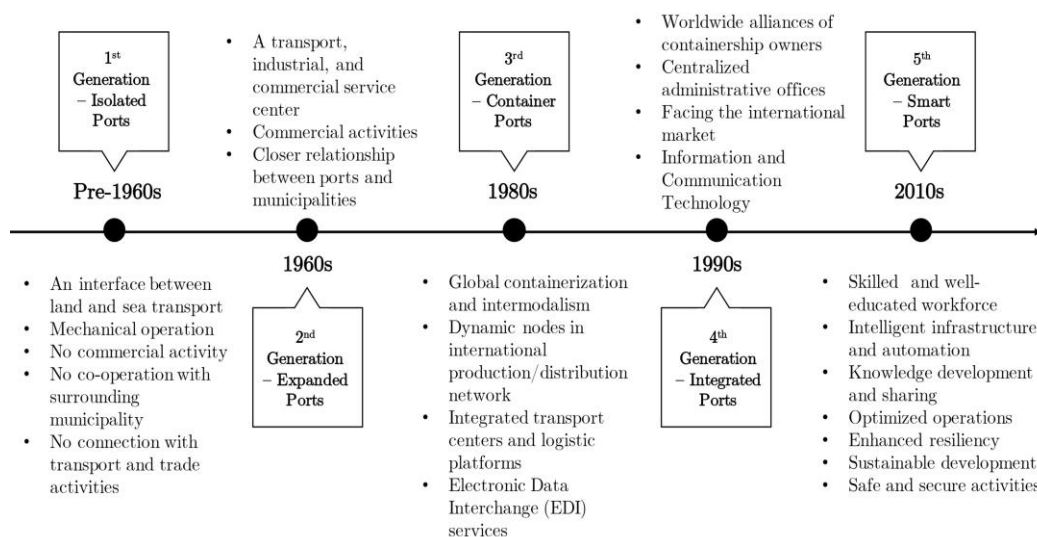 1st
Generation
– Isolated
Ports
Pre-1960s
• An interface between
land and sea transport
• Mechanical operation
• No commercial activity
• No co-operation with
surrounding
municipality
• No connection with
transport and trade
activities
• A transport,
industrial, and
commercial service
center
• Commercial activities
• Closer relationship
between ports and
municipalities
1960s
2nd
Generation
– Expanded
Ports
3rd
Generation
– Container
Ports
1980s
• Global containerization
and intermodalism
• Dynamic nodes in
international
production/distribution
network
• Integrated transport
centers and logistic
platforms
• Electronic Data
Interchange (EDI)
services
• Worldwide alliances of
containership owners
• Centralized
administrative offices
• Facing the international
market
• Information and
Communication
Technology
1990s
4th
Generation
– Integrated
Ports
5th
Generation
– Smart
Ports
2010s
• Skilled and well-
educated workforce
• Intelligent infrastructure
and automation
• Knowledge development
and sharing
• Optimized operations
• Enhanced resiliency
• Sustainable development
• Safe and secure activities